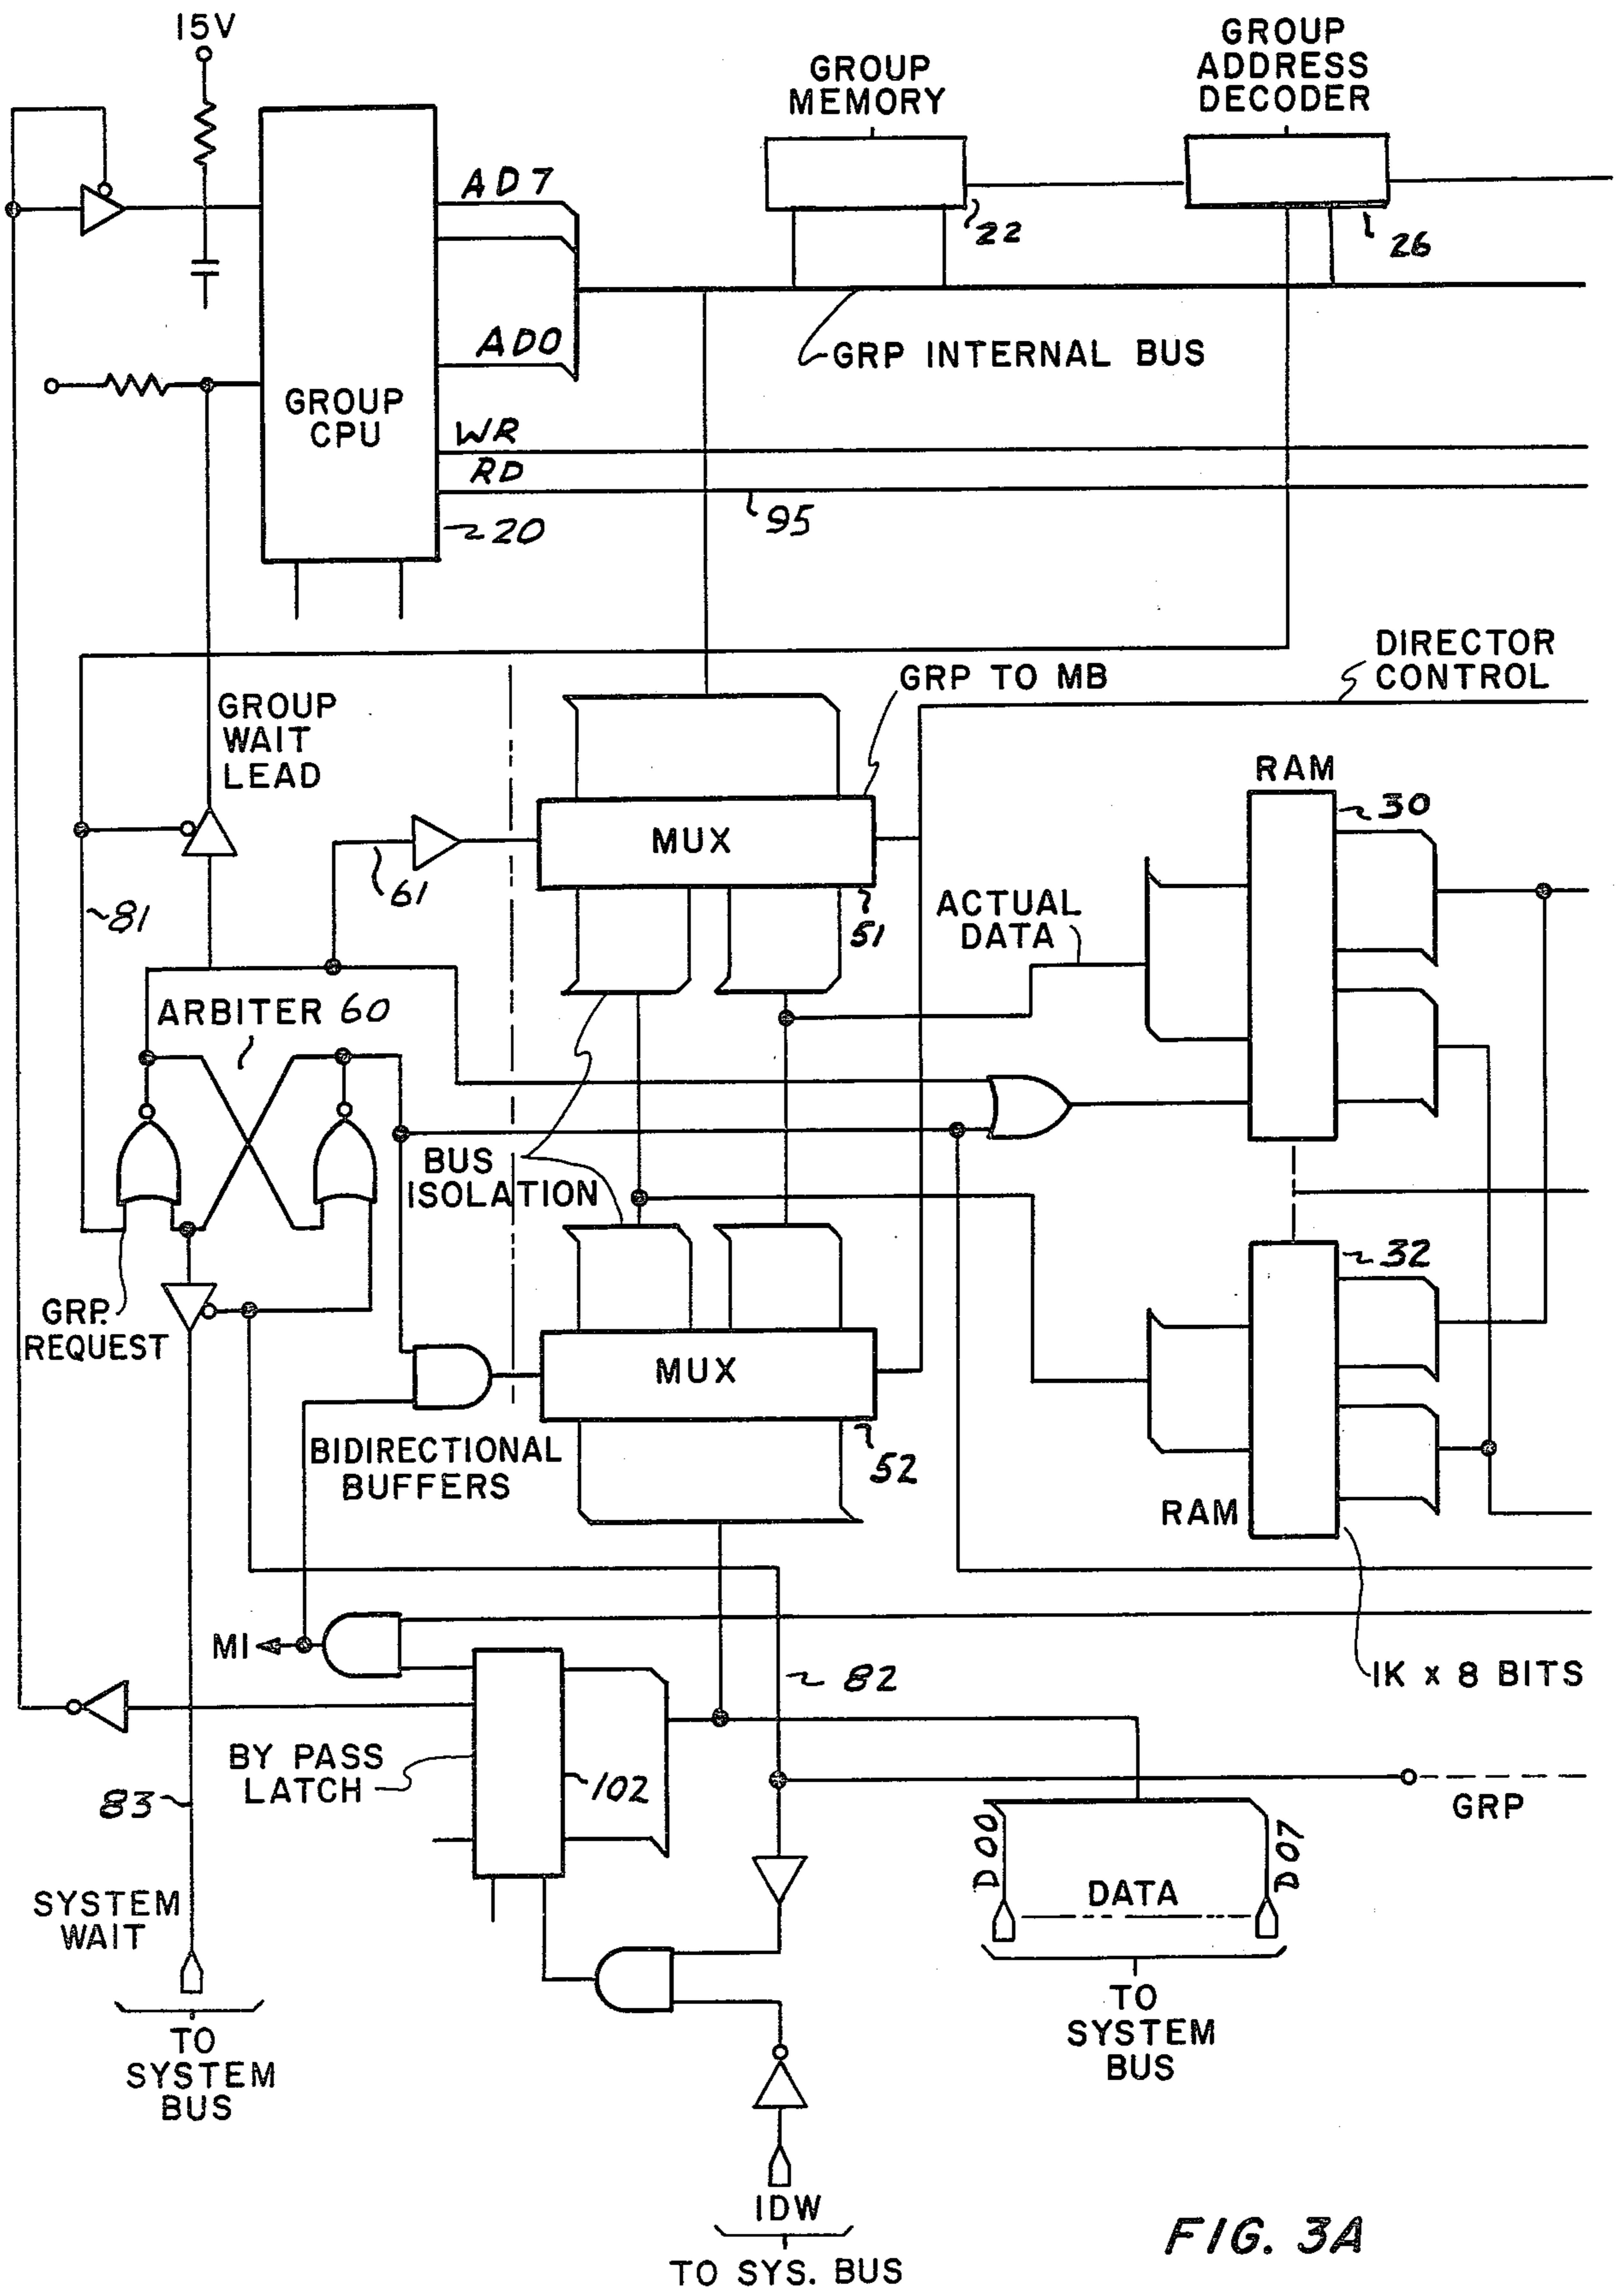 15V
GROUP
MEMORY
GROUP
ADDRESS
DECODER
AD7
22
26
AD0
GRP INTERNAL BUS
GROUP
CPU
WR
RD
20
95
DIRECTOR
CONTROL
GRP TO MB
GROUP
WAIT
LEAD
RAM
30
MUX
61
51
81
ACTUAL
DATA
ARBITER 60
BUS
ISOLATION
32
GRP.
REQUEST
MUX
BIDIRECTIONAL
BUFFERS
52
RAM
MI
82
1K x 8 BITS
BY PASS
LATCH
102
83
GRP
D00
D07
DATA
SYSTEM
WAIT
TO
SYSTEM
BUS
TO
SYSTEM
BUS
IDW
TO SYS. BUS
FIG. 3A